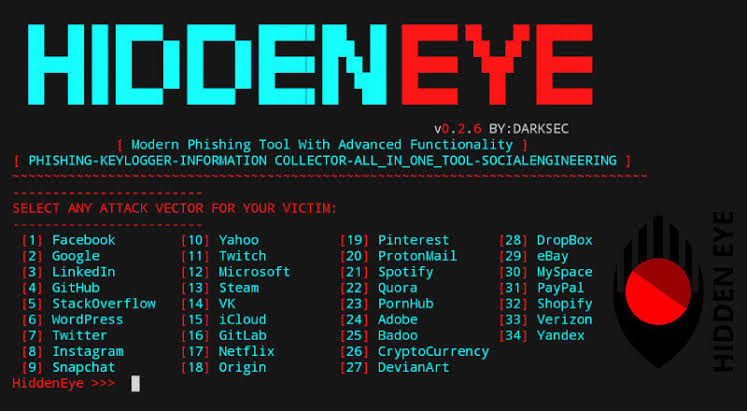 HIDDENEYE
v0.2.6 BY:DARKSEC
[ Modern Phishing Tool With Advanced Functionality ]
[ PHISHING-KEYLOGGER-INFORMATION COLLECTOR-ALL_IN_ONE_TOOL-SOCIALENGINEERING ]
SELECT ANY ATTACK VECTOR FOR YOUR VICTIM:
[1] Facebook [10] Yahoo [19] Pinterest [28] DropBox
[2] Google [11] Twitch [20] ProtonMail [29] eBay
[3] LinkedIn [12] Microsoft [21] Spotify [30] MySpace
[4] GitHub [13] Steam [22] Quora [31] PayPal
[5] StackOverflow [14] VK [23] PornHub [32] Shopify
[6] WordPress [15] iCloud [24] Adobe [33] Verizon
[7] Twitter [16] GitLab [25] Badoo [34] Yandex
[8] Instagram [17] Netflix [26] CryptoCurrency
[9] Snapchat [18] Origin [27] DevianArt
HiddenEye >>>
HIDDEN EYE